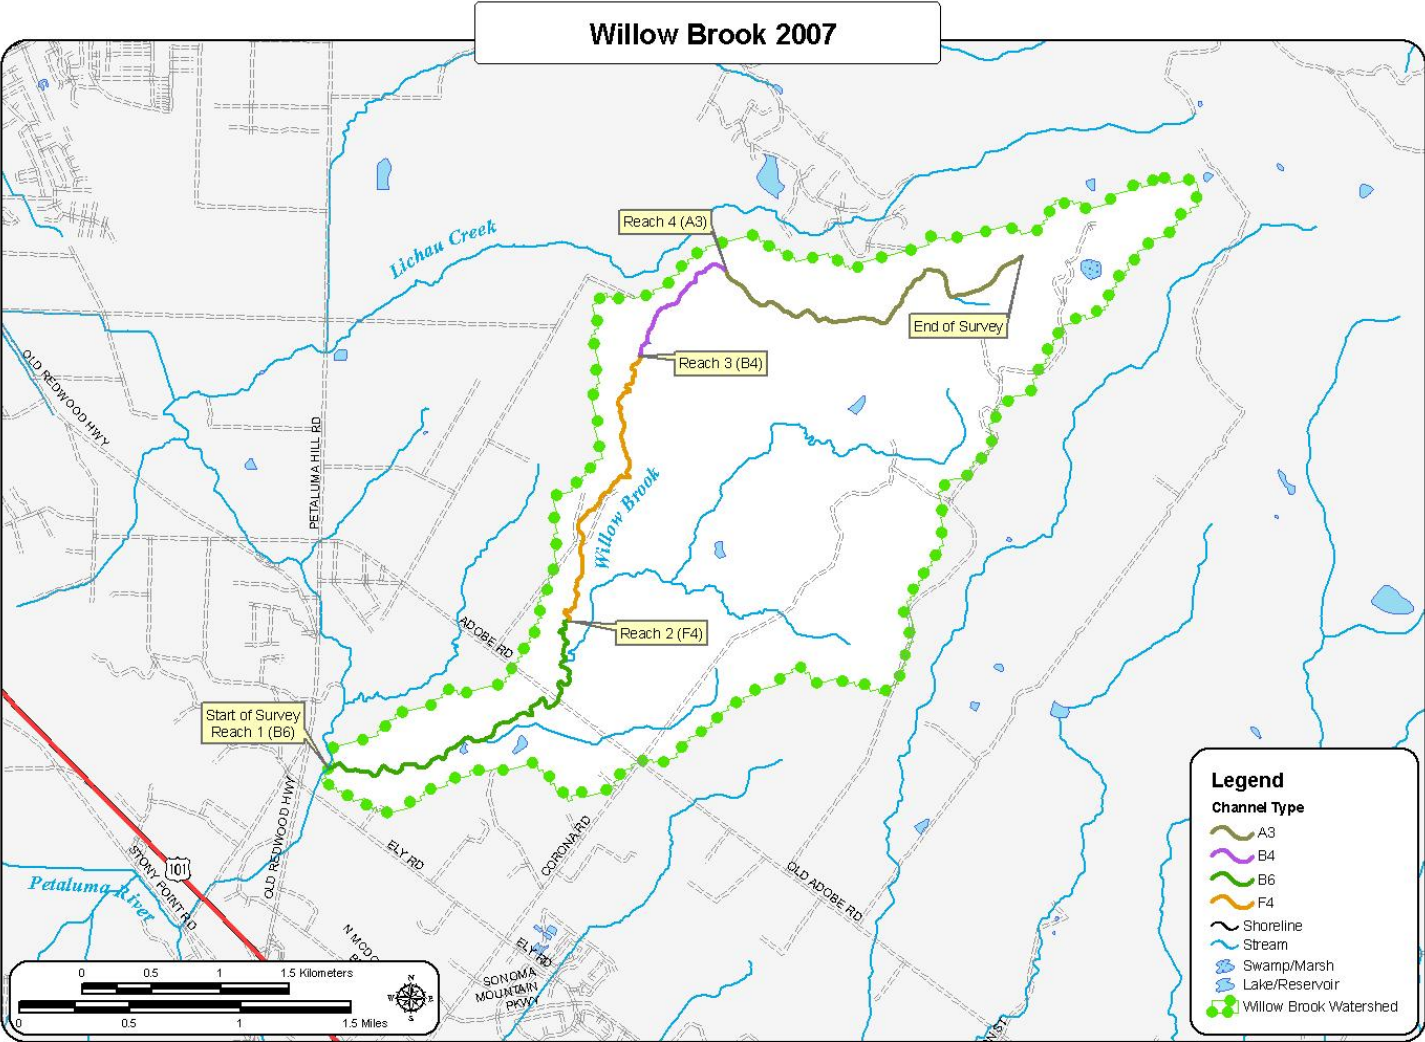 Willow Brook 2007
Reach 4 (A3)
Lichau Creek
End of Survey
Reach 3 (B4)
OLD REDWOOD HWY
PETALUMA HILL RD
Willow Brook
ADOBE RD
Reach 2 (F4)
Start of Survey
Reach 1 (B6)
OLD REDWOOD HWY
ELY RD
CORONA RD
OLD ADOBE RD
101
STONY POINT RD
Petaluma River
N MCDO
ELY RD
SONOMA
MOUNTAIN
PKWY
N ST
Legend
Channel Type
A3
B4
B6
F4
Shoreline
Stream
Swamp/Marsh
Lake/Reservoir
Willow Brook Watershed
0 0.5 1 1.5 Kilometers
0 0.5 1 1.5 Miles
N
S